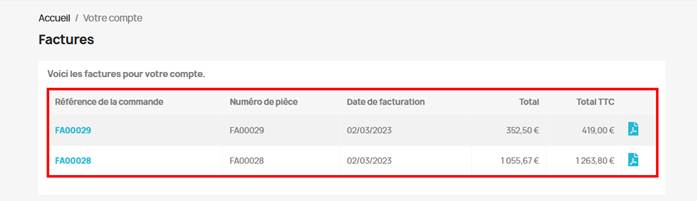 Accueil / Votre compte
Factures
Voici les factures pour votre compte.
Référence de la commande Numéro de pièce Date de facturation Total Total TTC
FA00029 FA00029 02/03/2023 352,50 € 419,00 €
FA00028 FA00028 02/03/2023 1 055,67 € 1 263,80 €